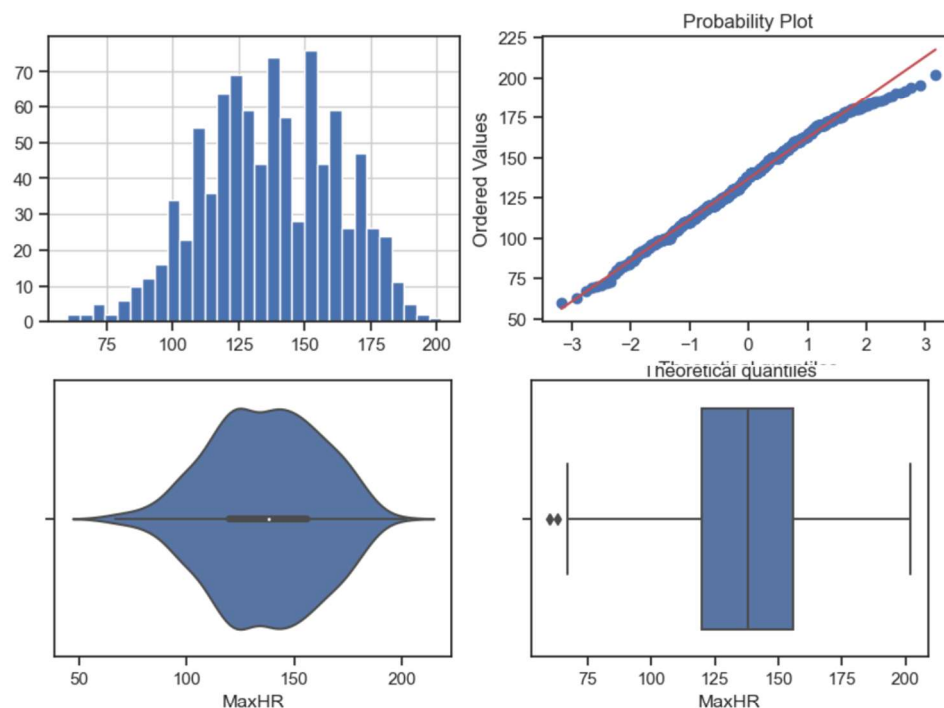 Probability Plot
70
60
50
40
30
20
10
0
75 100 125 150 175 200
Ordered Values
225
200
175
150
125
100
75
50
−3 −2 −1 0 1 2 3
Theoretical quantiles
50 100 150 200
MaxHR
75 100 125 150 175 200
MaxHR